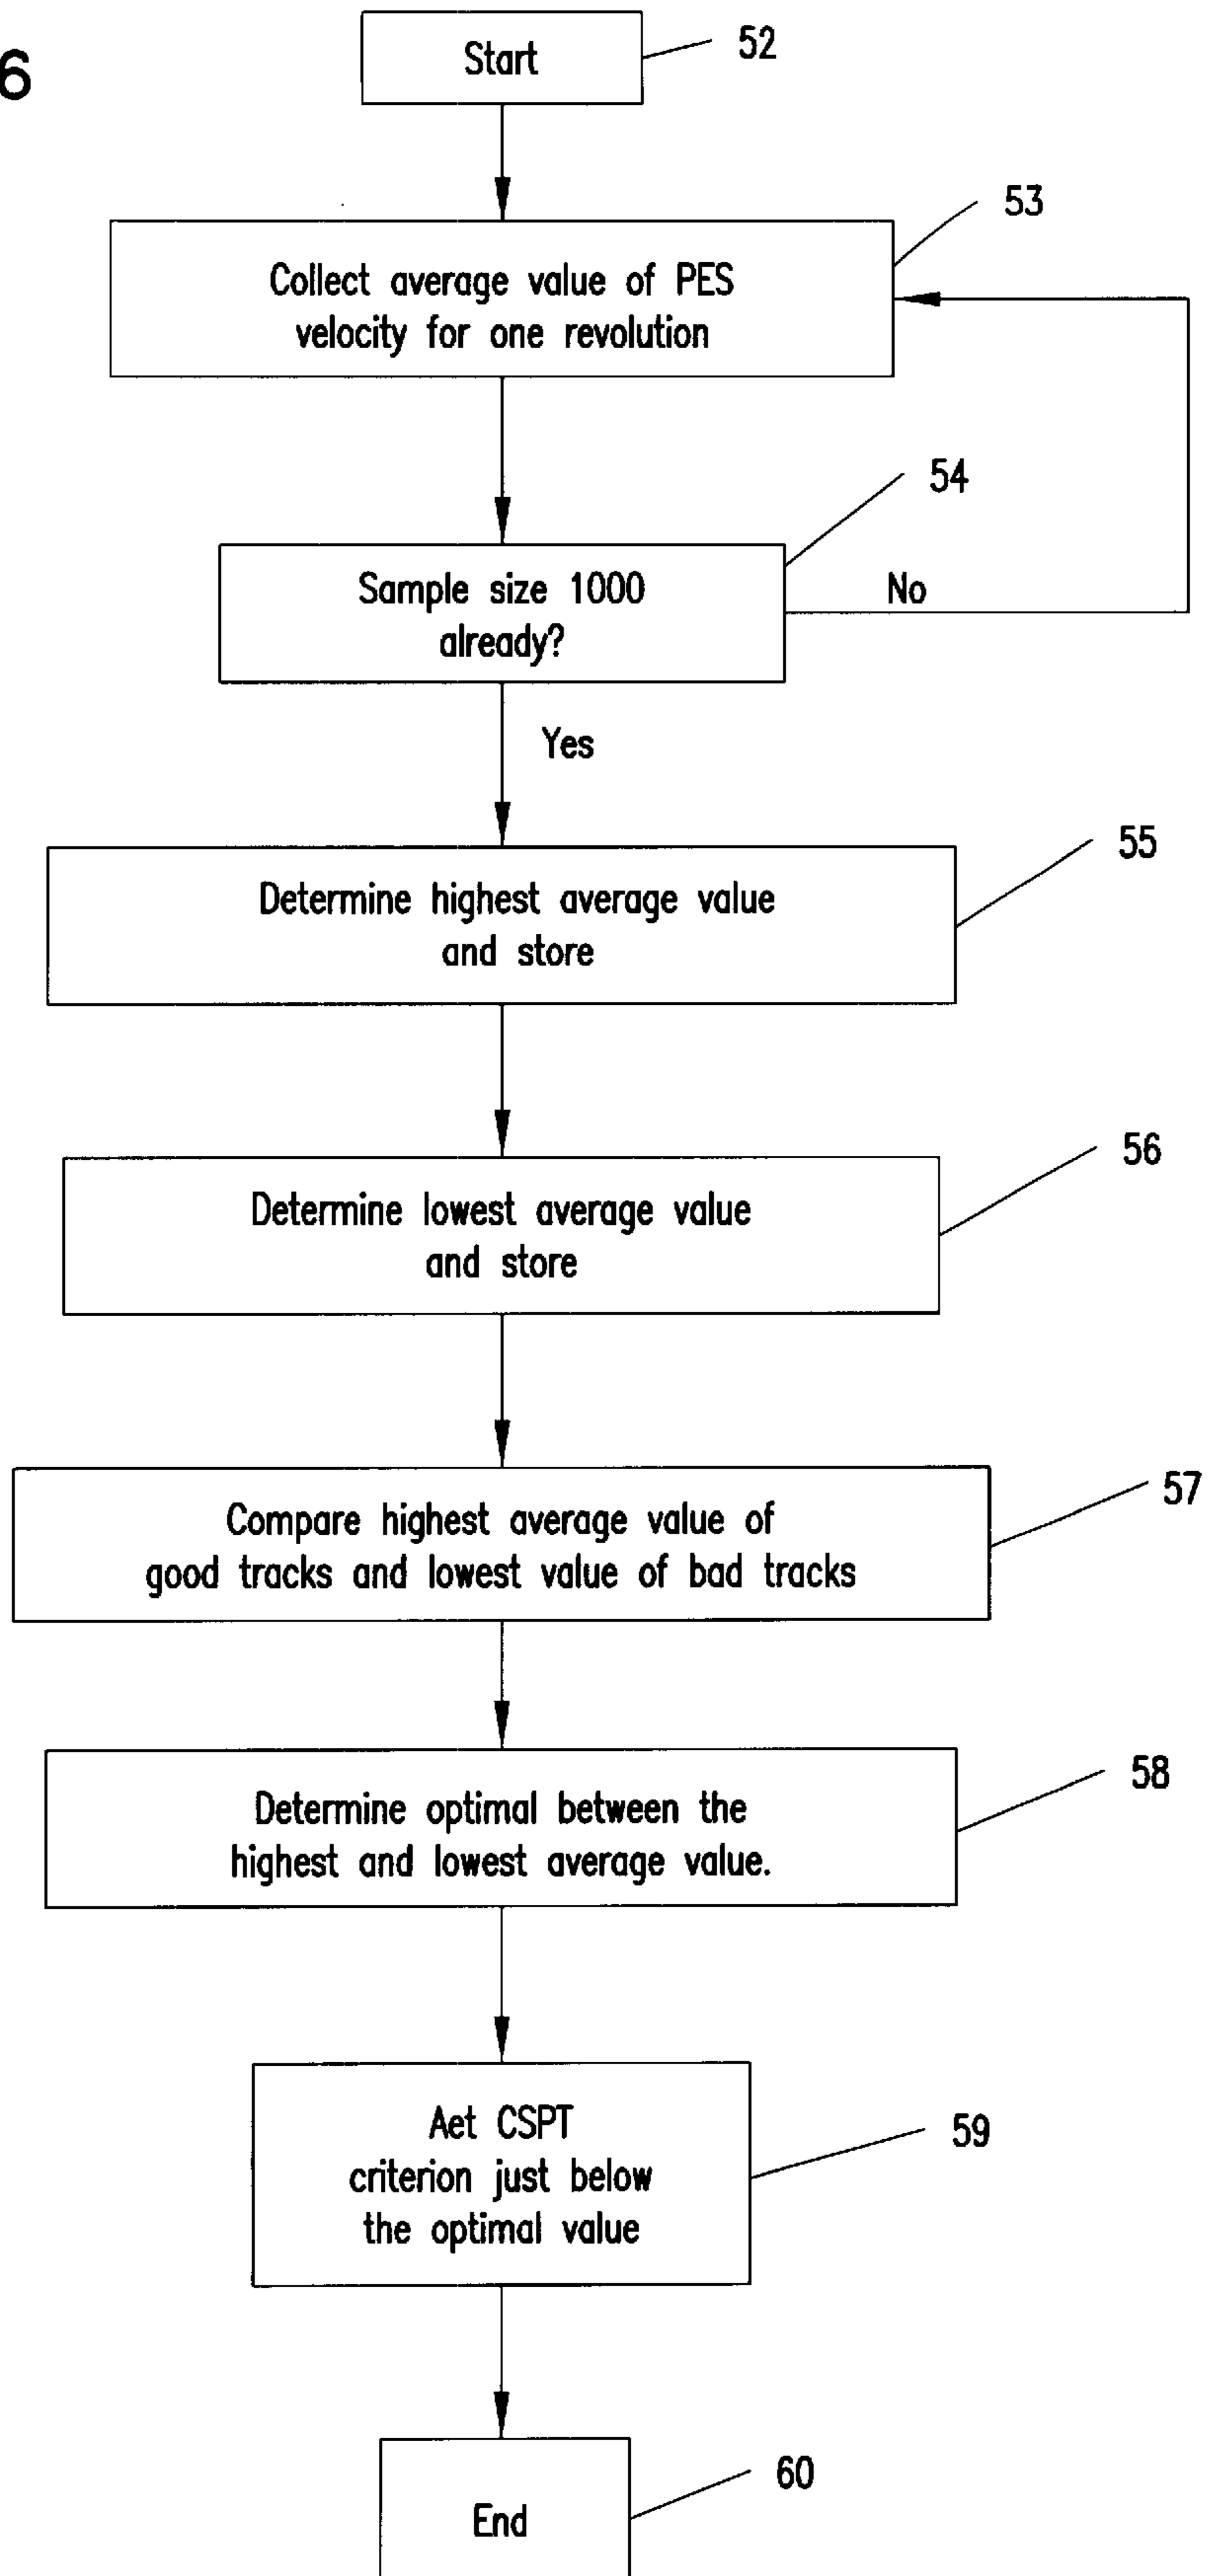 6
Start
52
53
Collect average value of PES
velocity for one revolution
54
Sample size 1000
already?
No
Yes
55
Determine highest average value
and store
56
Determine lowest average value
and store
57
Compare highest average value of
good tracks and lowest value of bad tracks
58
Determine optimal between the
highest and lowest average value.
59
Aet CSPT
criterion just below
the optimal value
60
End